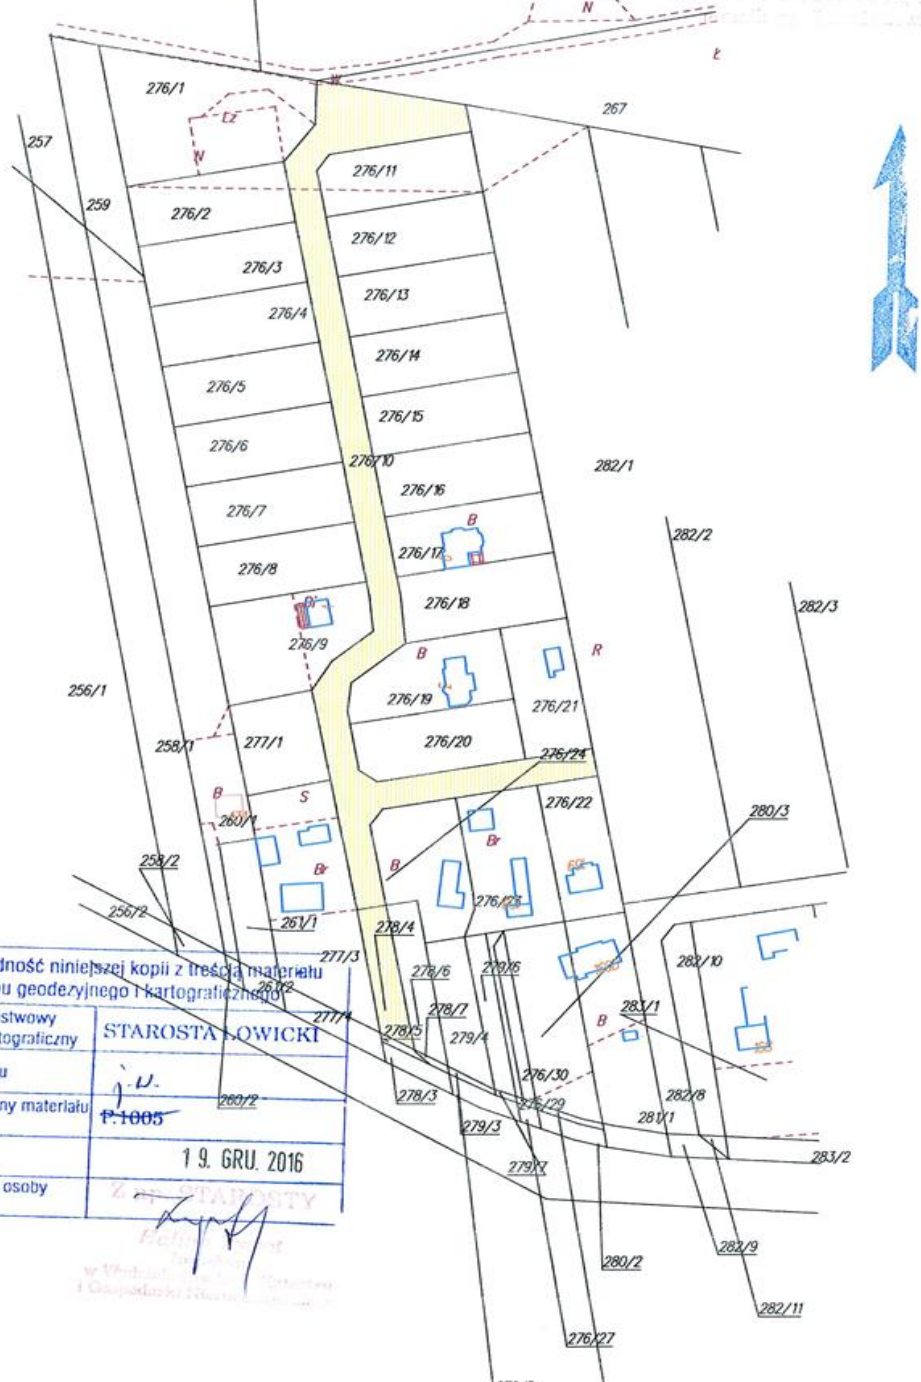 N
Ł
W
276/1
Lz
N
267
257
276/11
259
276/2
276/12
276/3
276/13
276/4
276/14
276/5
276/15
276/6
276/10
282/1
276/16
276/7
B
282/2
276/17
276/8
276/18
282/3
276/9
B
R
256/1
276/19
276/21
258/1
277/1
276/20
276/24
B
S
276/22
280/3
260/1
Br
258/2
Br
B
276/23
256/2
261/1
278/4
277/3
282/10
278/6
279/6
dność niniejszej kopii z treścią materiału
u geodezyjnego i kartograficznego
261/2
277/4
278/7
283/1
stwowy
tograficzny
STAROSTA ŁOWICKI
278/5
279/4
B
u
j.w.
276/30
ny materiału
P.1005
260/2
278/3
276/29
282/8
281/1
279/3
19. GRU. 2016
279/7
283/2
osoby
Z up. STAROSTY
282/9
280/2
282/11
276/27